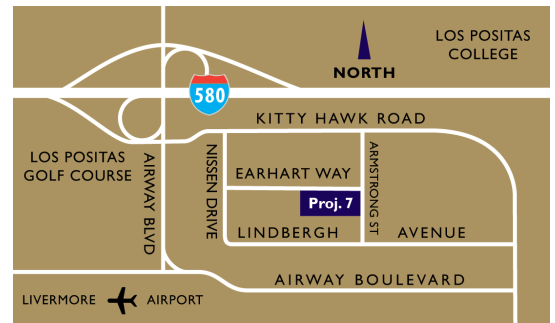 LOS POSITAS
COLLEGE
NORTH
580
KITTY HAWK ROAD
LOS POSITAS
GOLF COURSE
AIRWAY BLVD
NISSEN DRIVE
EARHART WAY
ARMSTRONG ST
Proj. 7
LINDBERGH AVENUE
AIRWAY BOULEVARD
LIVERMORE AIRPORT